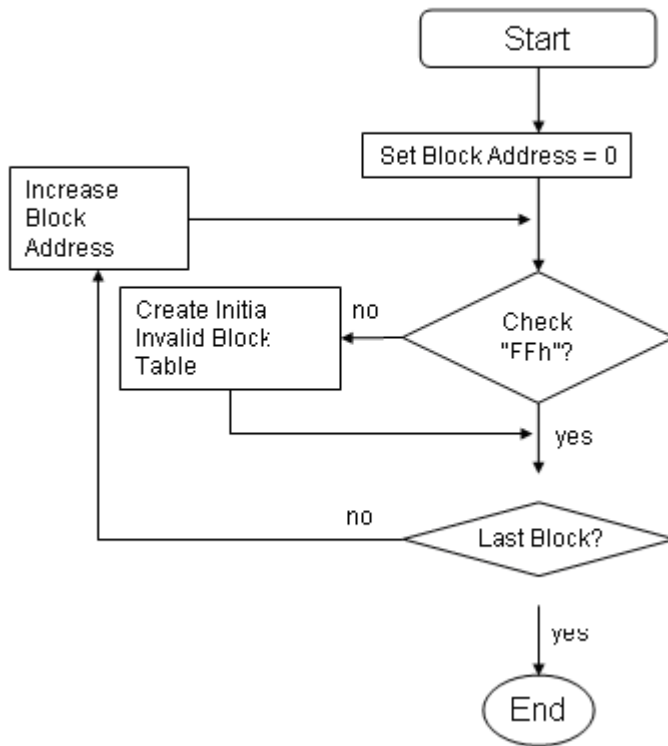 Start
Set Block Address = 0
Increase
Block
Address
Create Initia
Invalid Block
Table
no
Check
"FFh"?
yes
no
Last Block?
yes
End